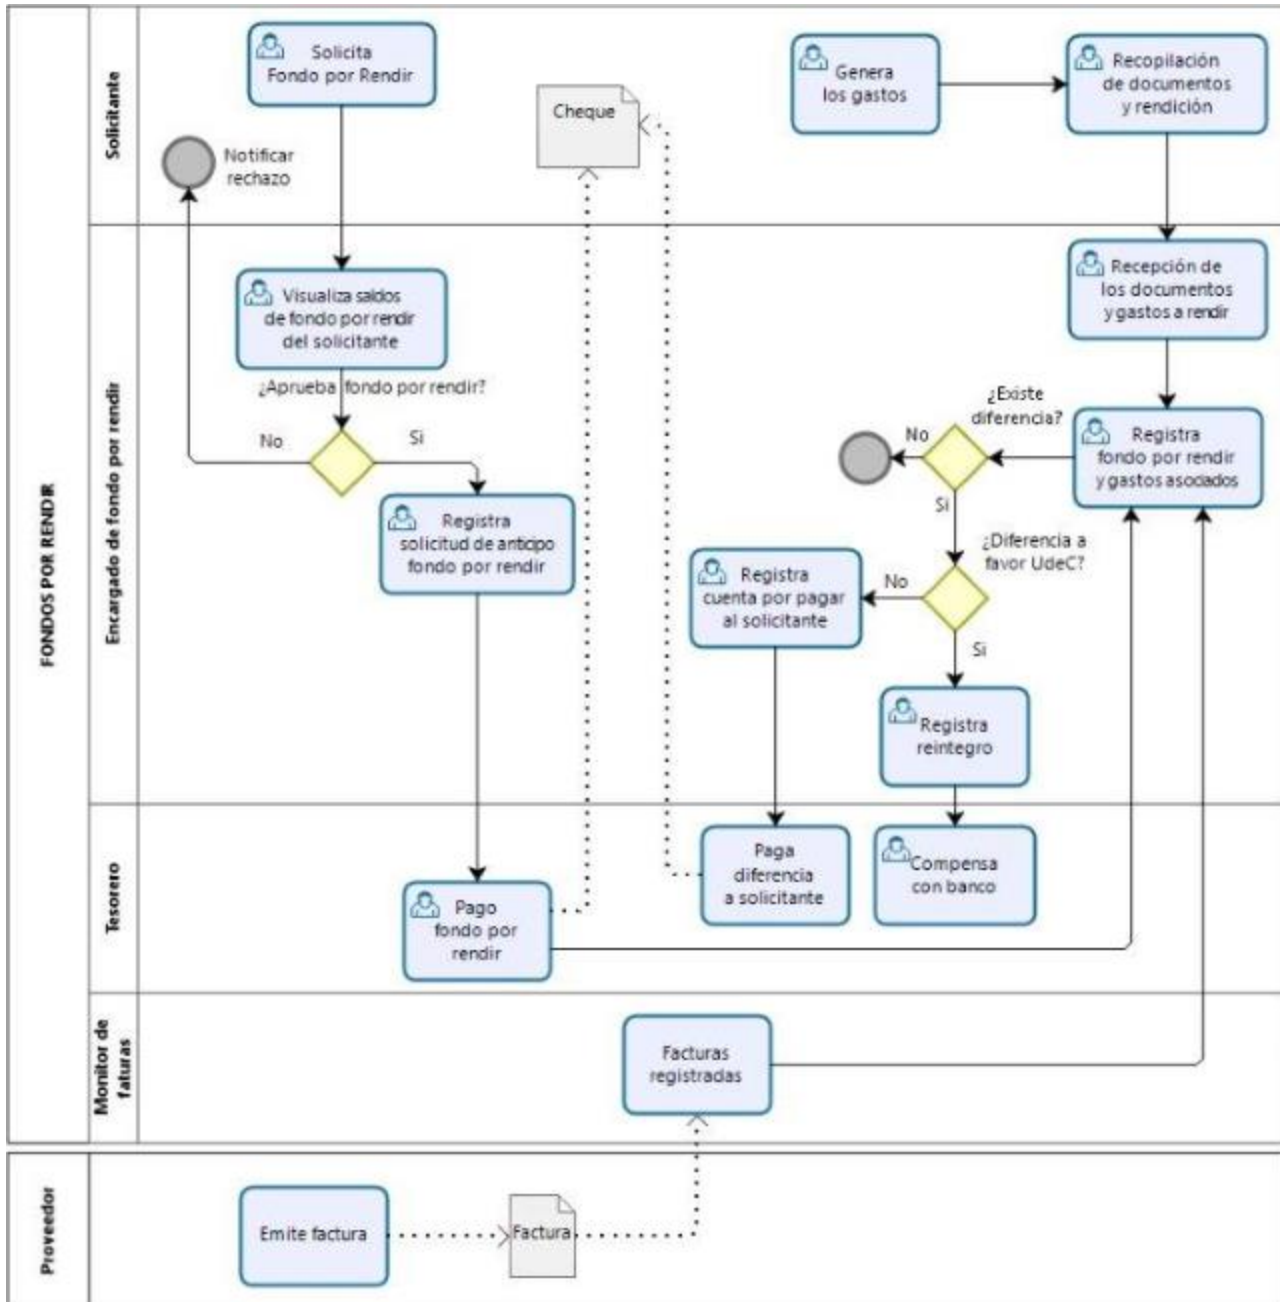 FONDOS POR RENDIR
Solicitante
Solicita
Fondo por Rendir
Notificar
rechazo
Cheque
Genera
los gastos
Recopilación
de documentos
y rendición
Encargado de fondo por rendir
Visualiza saldos
de fondo por rendir
del solicitante
¿Aprueba fondo por rendir?
No
Si
Registra
solicitud de anticipo
fondo por rendir
Recepción de
los documentos
y gastos a rendir
Registra
fondo por rendir
y gastos asociados
¿Existe
diferencia?
No
Si
¿Diferencia a
favor UdeC?
No
Si
Registra
cuenta por pagar
al solicitante
Registra
reintegro
Tesorero
Pago
fondo por
rendir
Paga
diferencia
a solicitante
Compensa
con banco
Monitor de
faturas
Facturas
registradas
Proveedor
Emite factura
Factura